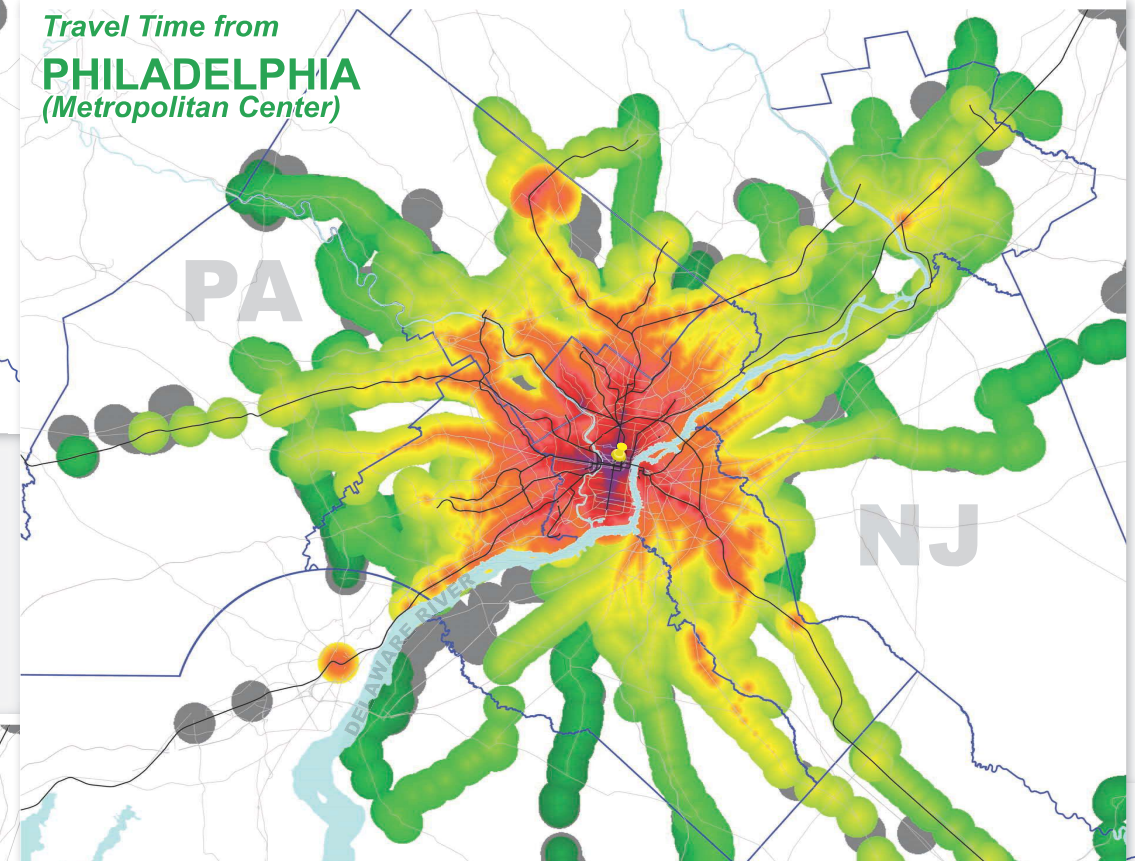 Travel Time from
PHILADELPHIA
(Metropolitan Center)
PA
NJ
DELAWARE RIVER